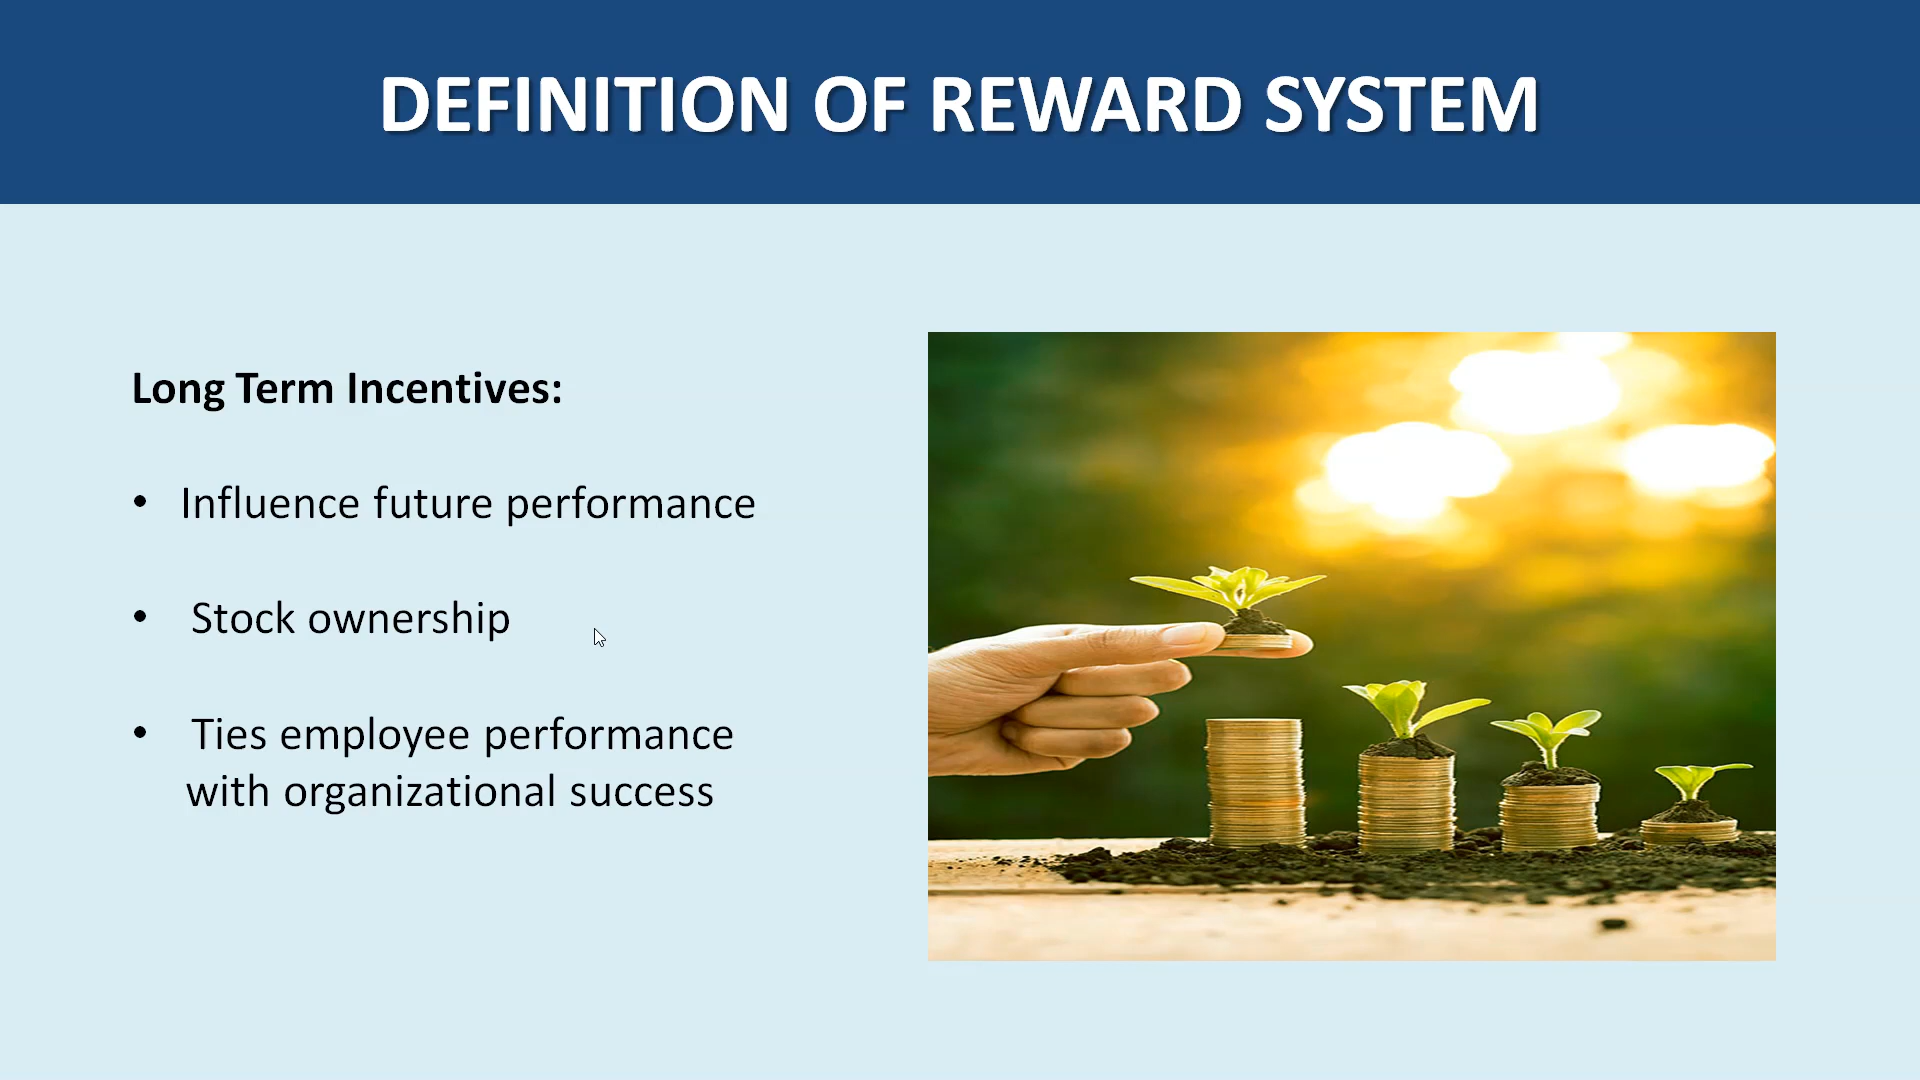 DEFINITION OF REWARD SYSTEM
Long Term Incentives:
• Influence future performance
• Stock ownership
• Ties employee performance
with organizational success